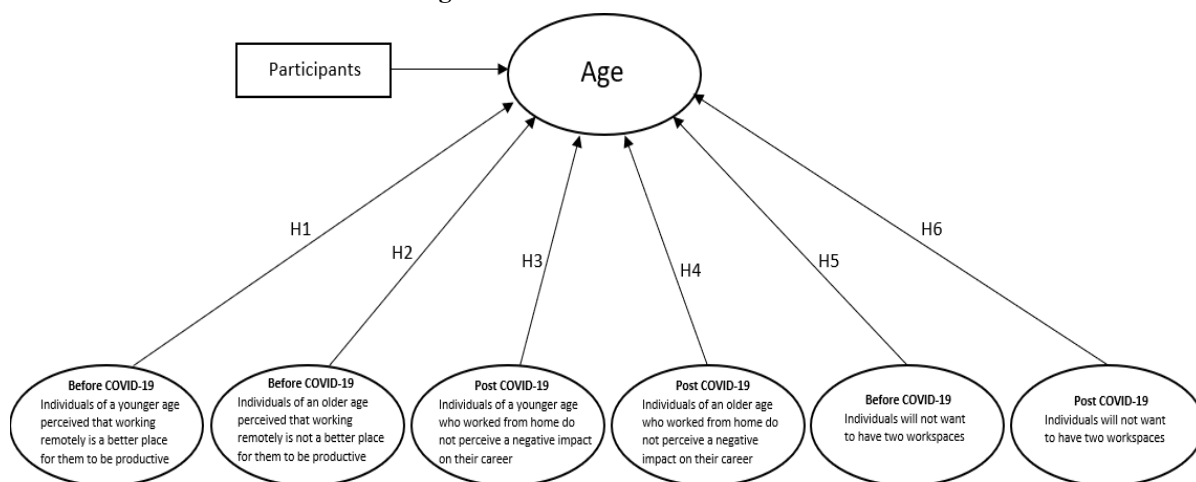 Participants
Age
H1
H2
H3
H4
H5
H6
Before COVID-19
Individuals of a younger age
perceived that working
remotely is a better place
for them to be productive
Before COVID-19
Individuals of an older age
perceived that working
remotely is not a better place
for them to be productive
Post COVID-19
Individuals of a younger age
who worked from home do
not perceive a negative impact
on their career
Post COVID-19
Individuals of an older age
who worked from home do
not perceive a negative
impact on their career
Before COVID-19
Individuals will not want
to have two workspaces
Post COVID-19
Individuals will not want
to have two workspaces